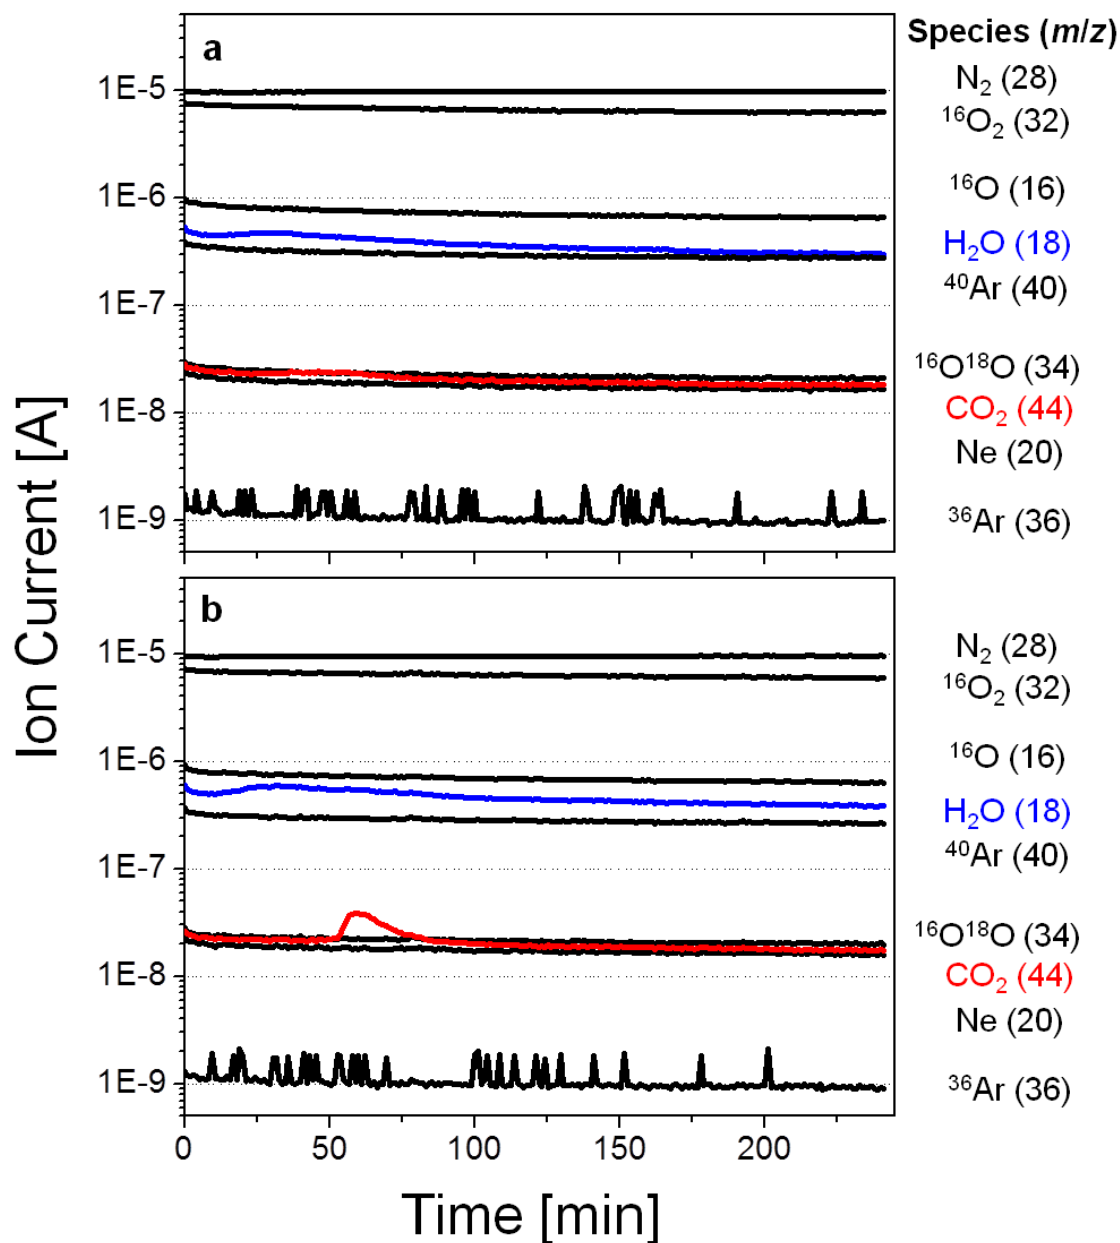 a
Species (m/z)
N₂ (28)
¹⁶O₂ (32)
¹⁶O (16)
H₂O (18)
⁴⁰Ar (40)
¹⁶O¹⁸O (34)
CO₂ (44)
Ne (20)
³⁶Ar (36)
1E-5
1E-6
1E-7
1E-8
1E-9
Ion Current [A]
b
N₂ (28)
¹⁶O₂ (32)
¹⁶O (16)
H₂O (18)
⁴⁰Ar (40)
¹⁶O¹⁸O (34)
CO₂ (44)
Ne (20)
³⁶Ar (36)
1E-5
1E-6
1E-7
1E-8
1E-9
0 50 100 150 200
Time [min]